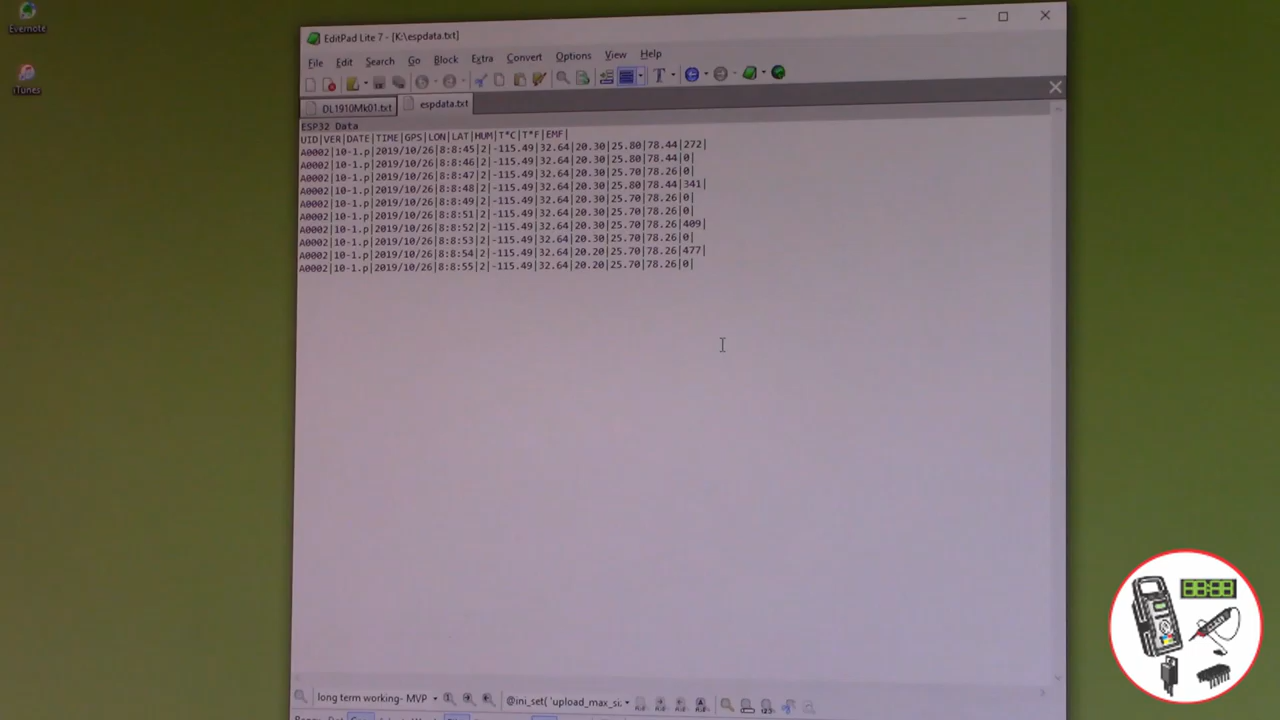 Evernote
iTunes
EditPad Lite 7 - [K:\espdata.txt]
File Edit Search Go Block Extra Convert Options View Help
DL1910Mk01.txt espdata.txt
ESP32 Data
UID|VER|DATE|TIME|GPS|LON|LAT|HUM|T*C|T*F|EMF|
A0002|10-1.p|2019/10/26|8:8:45|2|-115.49|32.64|20.30|25.80|78.44|272|
A0002|10-1.p|2019/10/26|8:8:46|2|-115.49|32.64|20.30|25.80|78.44|0|
A0002|10-1.p|2019/10/26|8:8:47|2|-115.49|32.64|20.30|25.70|78.26|0|
A0002|10-1.p|2019/10/26|8:8:48|2|-115.49|32.64|20.30|25.80|78.44|341|
A0002|10-1.p|2019/10/26|8:8:49|2|-115.49|32.64|20.30|25.70|78.26|0|
A0002|10-1.p|2019/10/26|8:8:51|2|-115.49|32.64|20.30|25.70|78.26|0|
A0002|10-1.p|2019/10/26|8:8:52|2|-115.49|32.64|20.30|25.70|78.26|409|
A0002|10-1.p|2019/10/26|8:8:53|2|-115.49|32.64|20.30|25.70|78.26|0|
A0002|10-1.p|2019/10/26|8:8:54|2|-115.49|32.64|20.20|25.70|78.26|477|
A0002|10-1.p|2019/10/26|8:8:55|2|-115.49|32.64|20.20|25.70|78.26|0|
long term working- MVP @ini_set( 'upload_max_si
88:88